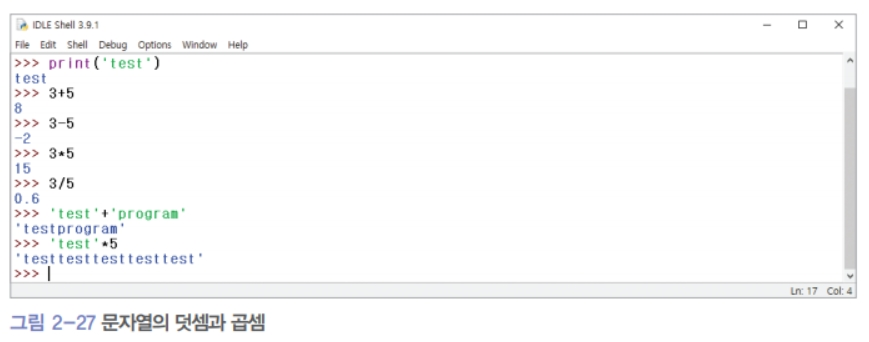 IDLE Shell 3.9.1
File Edit Shell Debug Options Window Help
>>> print('test')
test
>>> 3+5
8
>>> 3-5
-2
>>> 3*5
15
>>> 3/5
0.6
>>> 'test'+'program'
'testprogram'
>>> 'test'*5
'testtesttesttesttest'
>>>
Ln: 17 Col: 4
그림 2-27 문자열의 덧셈과 곱셈